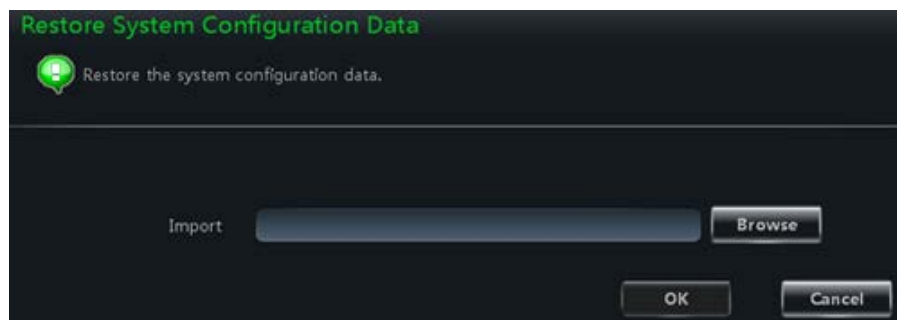 Restore System Configuration Data
Restore the system configuration data.
Import
Browse
OK
Cancel